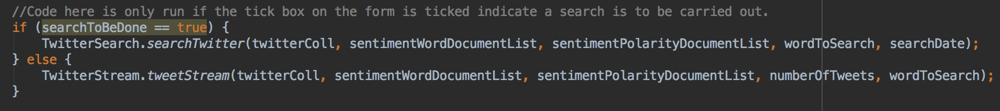 //Code here is only run if the tick box on the form is ticked indicate a search is to be carried out.
if (searchToBeDone == true) {
TwitterSearch.searchTwitter(twitterColl, sentimentWordDocumentList, sentimentPolarityDocumentList, wordToSearch, searchDate);
} else {
TwitterStream.tweetStream(twitterColl, sentimentWordDocumentList, sentimentPolarityDocumentList, numberOfTweets, wordToSearch);
}